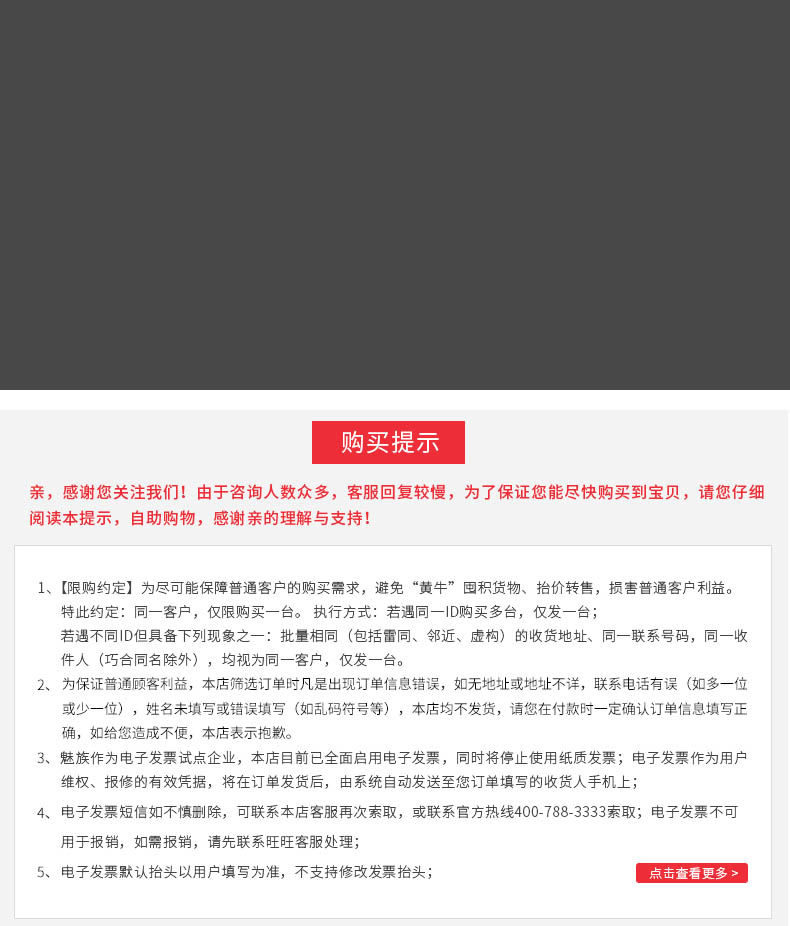 购买提示
亲，感谢您关注我们！由于咨询人数众多，客服回复较慢，为了保证您能尽快购买到宝贝，请您仔细
阅读本提示，自助购物，感谢亲的理解与支持！
1、【限购约定】为尽可能保障普通客户的购买需求，避免“黄牛”囤积货物、抬价转售，损害普通客户利益。
特此约定：同一客户，仅限购买一台。 执行方式：若遇同一ID购买多台，仅发一台；
若遇不同ID但具备下列现象之一：批量相同（包括雷同、邻近、虚构）的收货地址、同一联系号码，同一收
件人（巧合同名除外），均视为同一客户，仅发一台。
2、为保证普通顾客利益，本店筛选订单时凡是出现订单信息错误，如无地址或地址不详，联系电话有误（如多一位
或少一位），姓名未填写或错误填写（如乱码符号等），本店均不发货，请您在付款时一定确认订单信息填写正
确，如给您造成不便，本店表示抱歉。
3、魅族作为电子发票试点企业，本店目前已全面启用电子发票，同时将停止使用纸质发票；电子发票作为用户
维权、报修的有效凭据，将在订单发货后，由系统自动发送至您订单填写的收货人手机上；
4、电子发票短信如不慎删除，可联系本店客服再次索取，或联系官方热线400-788-3333索取；电子发票不可
用于报销，如需报销，请先联系旺旺客服处理；
5、电子发票默认抬头以用户填写为准，不支持修改发票抬头；
点击查看更多 >